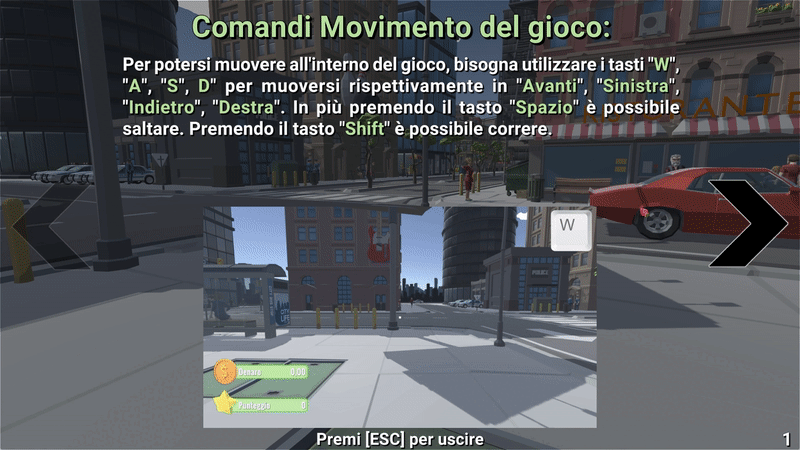 Comandi Movimento del gioco:
Per potersi muovere all'interno del gioco, bisogna utilizzare i tasti "W",
"A", "S", D" per muoversi rispettivamente in "Avanti", "Sinistra",
"Indietro", "Destra". In più premendo il tasto "Spazio" è possibile
saltare. Premendo il tasto "Shift" è possibile correre.
W
Denaro 0,00
Punteggio 0
Premi [ESC] per uscire
1